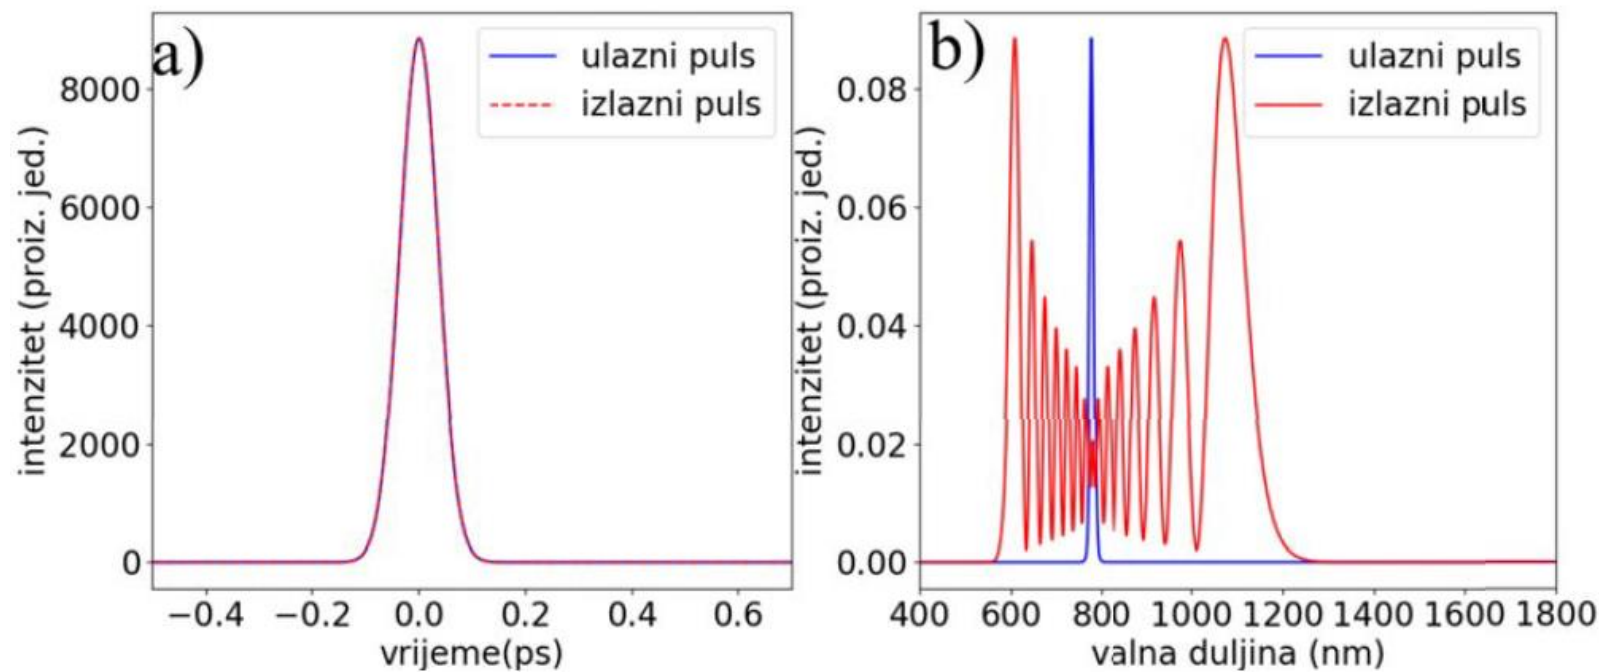 a)
ulazni puls
izlazni puls
8000
6000
4000
2000
0
intenzitet (proiz. jed.)
−0.4 −0.2 0.0 0.2 0.4 0.6
vrijeme(ps)
b)
ulazni puls
izlazni puls
0.08
0.06
0.04
0.02
0.00
intenzitet (proiz. jed.)
400 600 800 1000 1200 1400 1600 1800
valna duljina (nm)